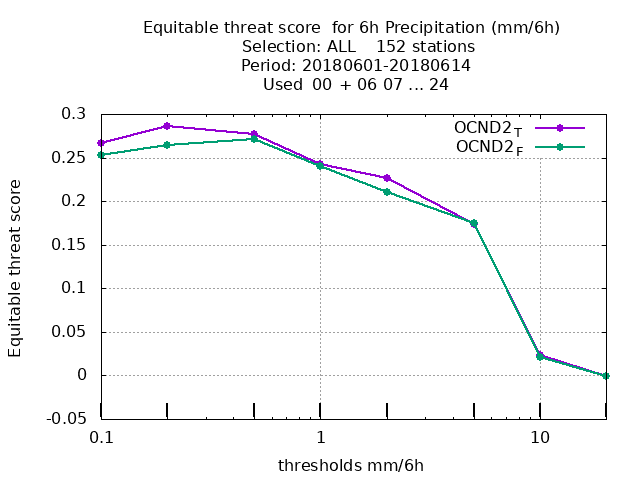 Equitable threat score  for 6h Precipitation (mm/6h)
Selection: ALL    152 stations
Period: 20180601-20180614
Used  00 + 06 07 ... 24
0.3
0.25
0.2
0.15
0.1
0.05
0
-0.05
Equitable threat score
OCND2T
OCND2F
0.1
1
10
thresholds mm/6h